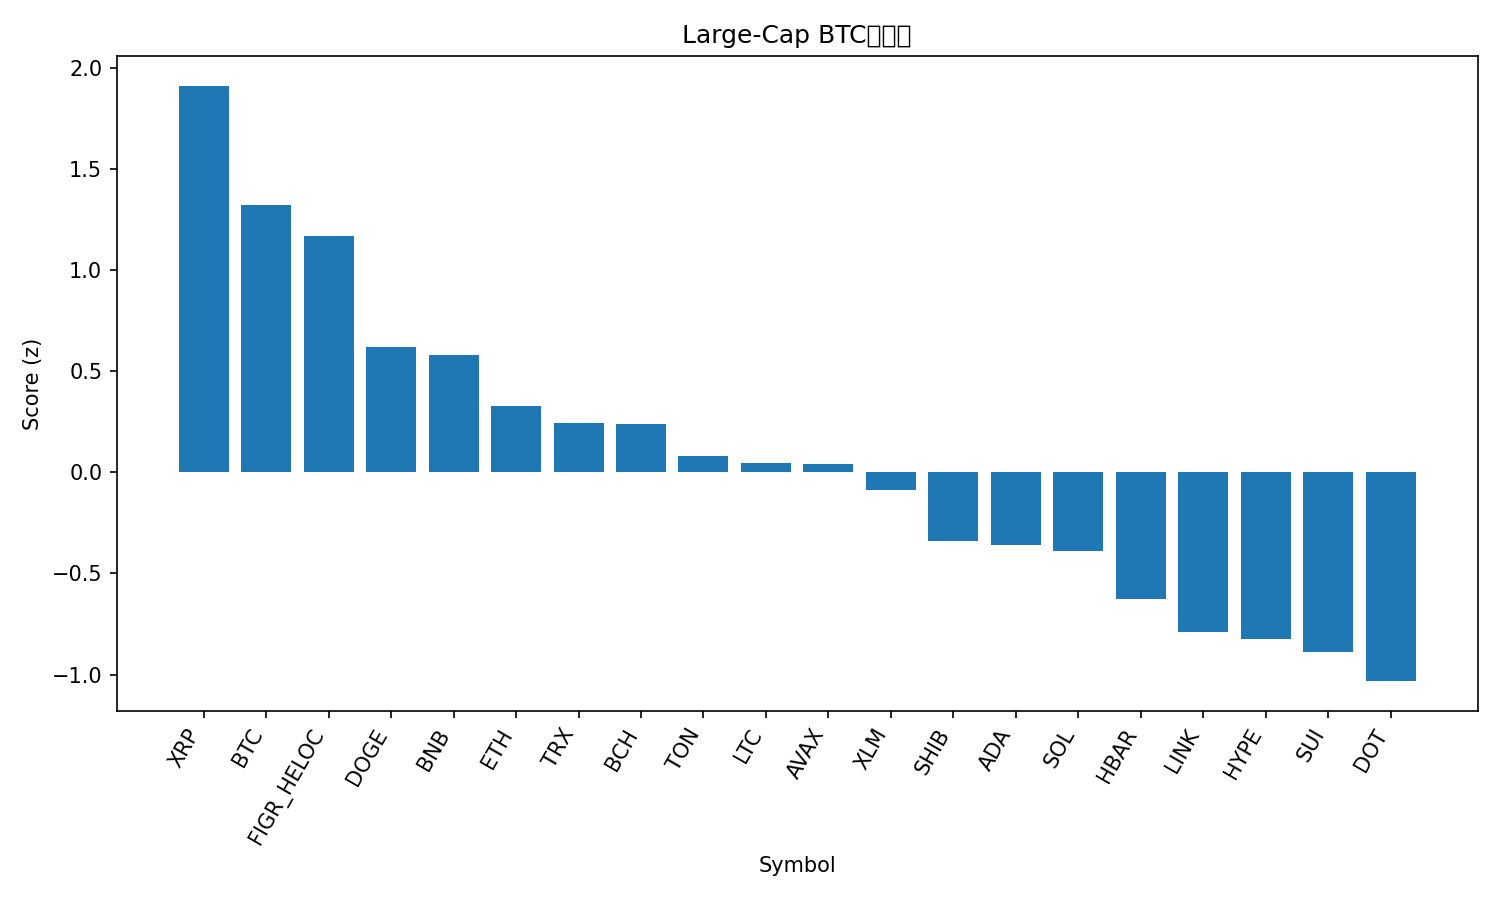 Large-Cap BTC
2.0
1.5
1.0
0.5
0.0
−0.5
−1.0
Score (z)
XRP
BTC
FIGR_HELOC
DOGE
BNB
ETH
TRX
BCH
TON
LTC
AVAX
XLM
SHIB
ADA
SOL
HBAR
LINK
HYPE
SUI
DOT
Symbol